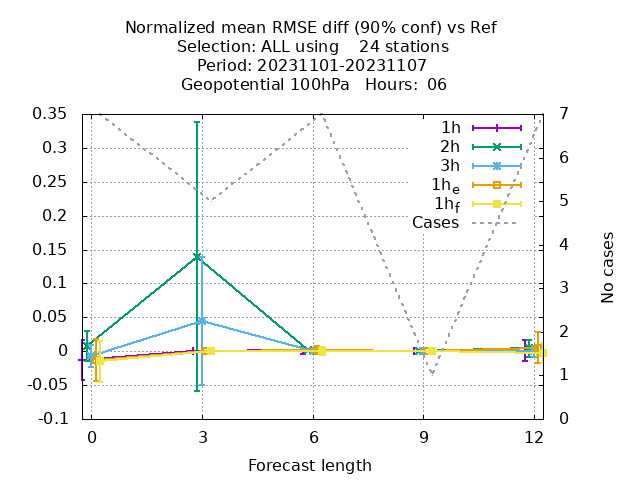 Normalized mean RMSE diff (90% conf) vs Ref
Selection: ALL using    24 stations
Period: 20231101-20231107
Geopotential 100hPa   Hours:  06
0.35
0.3
0.25
0.2
0.15
0.1
0.05
0
-0.05
-0.1
7
6
5
4
3
2
1
0
1h
2h
3h
1he
1hf
Cases
No cases
0 3 6 9 12
Forecast length